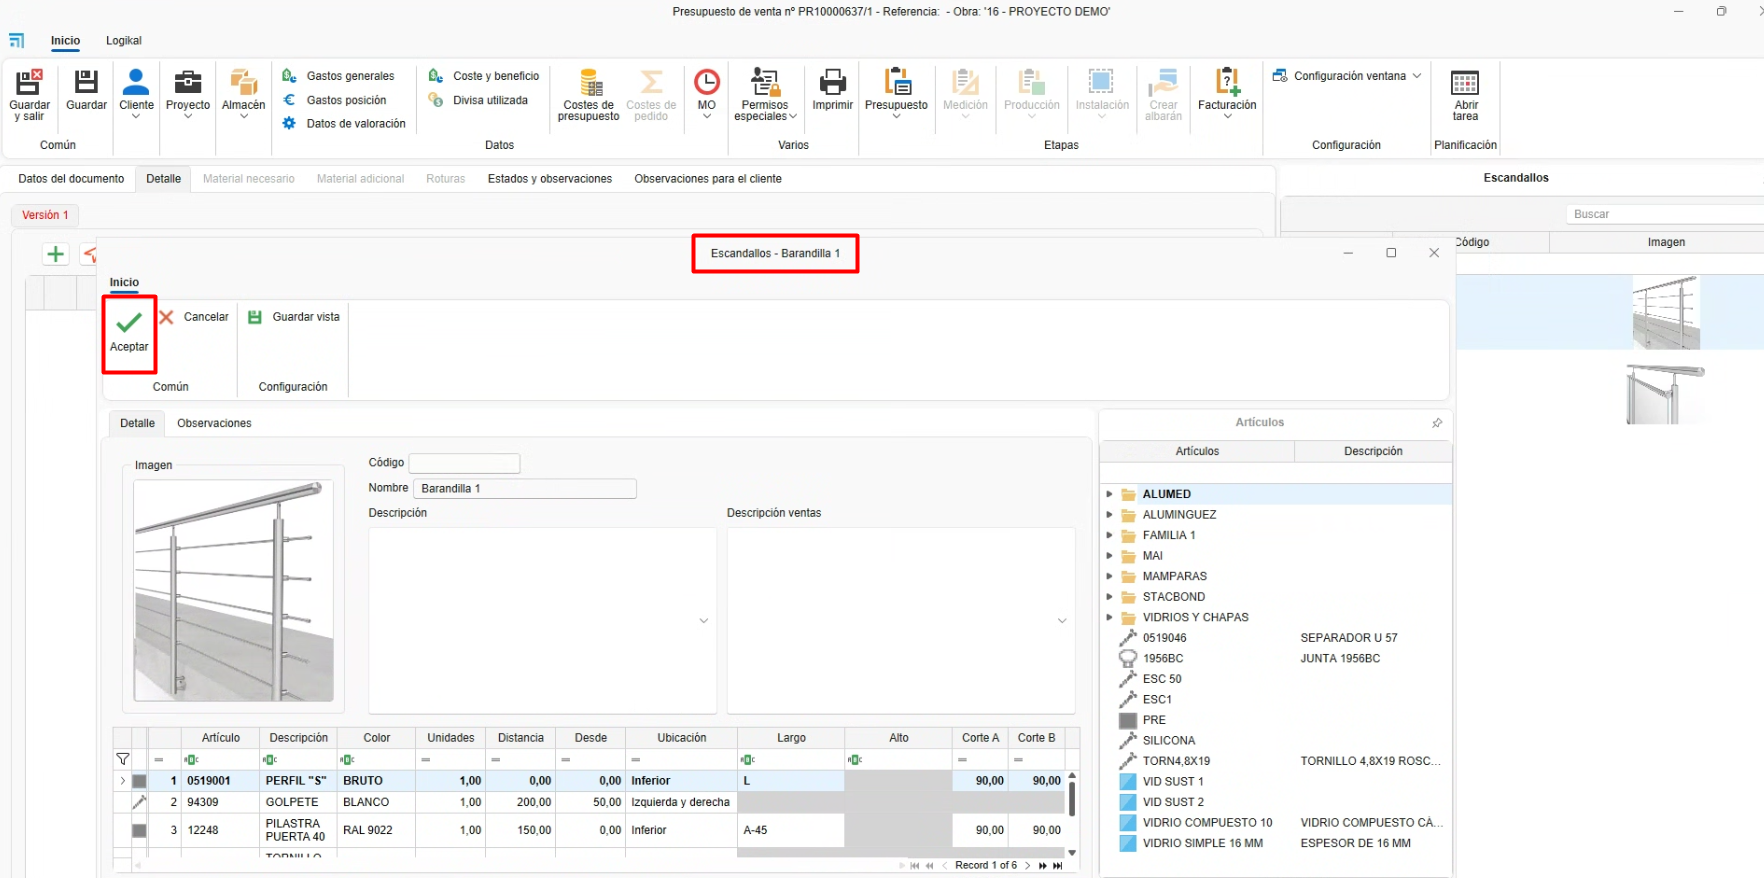 Presupuesto de venta nº PR10000637/1 - Referencia:  - Obra: '16 - PROYECTO DEMO'
Inicio Logikal
Guardar y salir
Guardar
Cliente
Proyecto
Almacén
Gastos generales
Gastos posición
Datos de valoración
Coste y beneficio
Divisa utilizada
Costes de presupuesto
Costes de pedido
MO
Permisos especiales
Imprimir
Presupuesto
Medición
Producción
Instalación
Crear albarán
Facturación
Configuración ventana
Abrir tarea
Común Datos Varios Etapas Configuración Planificación
Datos del documento Detalle Material necesario Material adicional Roturas Estados y observaciones Observaciones para el cliente
Escandallos
Versión 1
Buscar
Código Imagen
Escandallos - Barandilla 1
Inicio
Aceptar
Cancelar
Guardar vista
Común Configuración
Detalle Observaciones
Imagen
Código
Nombre Barandilla 1
Descripción Descripción ventas
Artículos
Artículos Descripción
ALUMED
ALUMINGUEZ
FAMILIA 1
MAI
MAMPARAS
STACBOND
VIDRIOS Y CHAPAS
0519046 SEPARADOR U 57
1956BC JUNTA 1956BC
ESC 50
ESC1
PRE
SILICONA
TORN4,8X19 TORNILLO 4,8X19 ROSC...
VID SUST 1
VID SUST 2
VIDRIO COMPUESTO 10 VIDRIO COMPUESTO CÁ...
VIDRIO SIMPLE 16 MM ESPESOR DE 16 MM
Artículo Descripción Color Unidades Distancia Desde Ubicación Largo Alto Corte A Corte B
1 0519001 PERFIL "S" BRUTO 1,00 0,00 0,00 Inferior L 90,00 90,00
2 94309 GOLPETE BLANCO 1,00 200,00 50,00 Izquierda y derecha
3 12248 PILASTRA PUERTA 40 RAL 9022 1,00 150,00 0,00 Inferior A-45 90,00 90,00
TORNILLO
Record 1 of 6